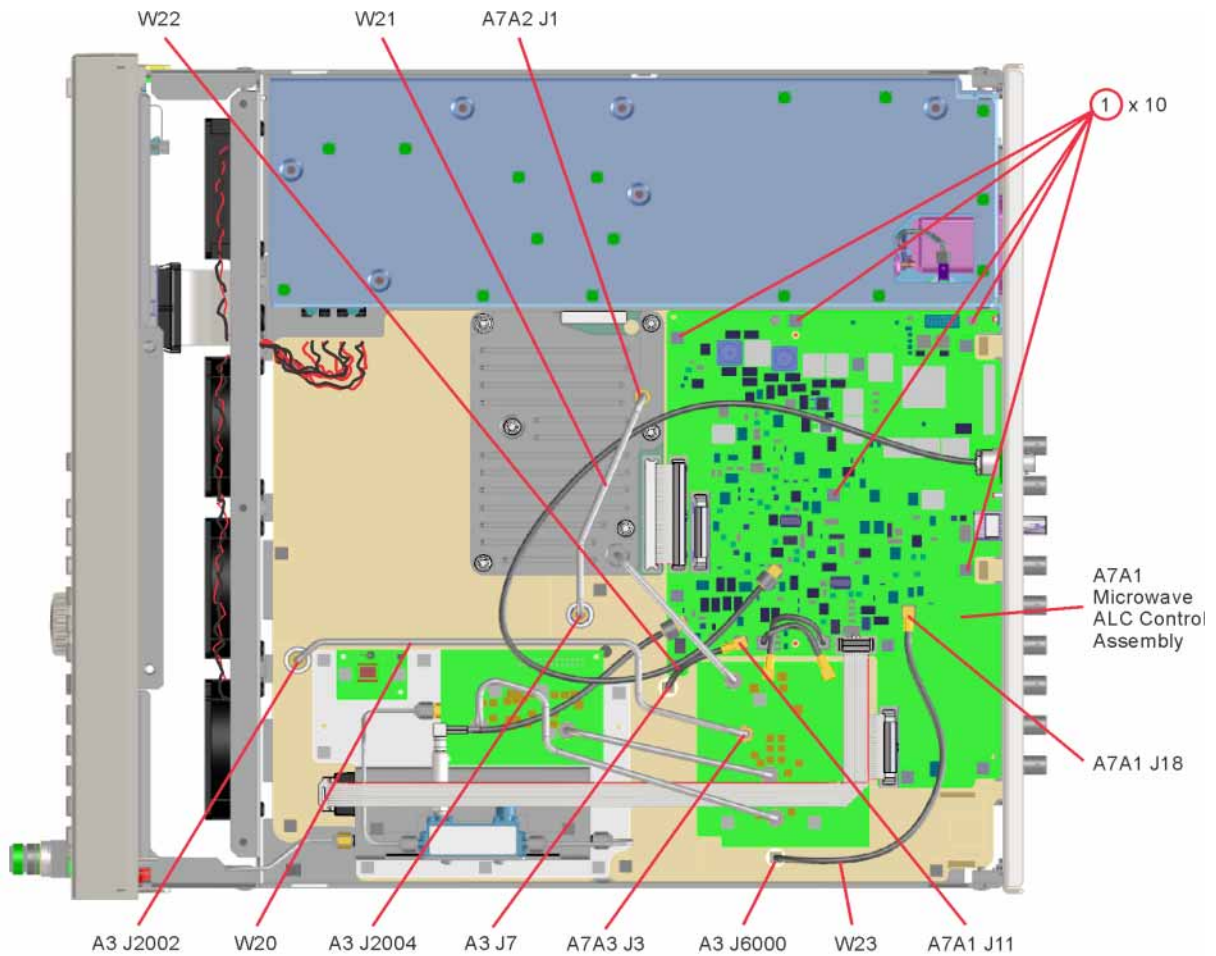 W22
W21
A7A2 J1
1 x 10
A7A1
Microwave
ALC Control
Assembly
A7A1 J18
A3 J2002
W20
A3 J2004
A3 J7
A7A3 J3
A3 J6000
W23
A7A1 J11